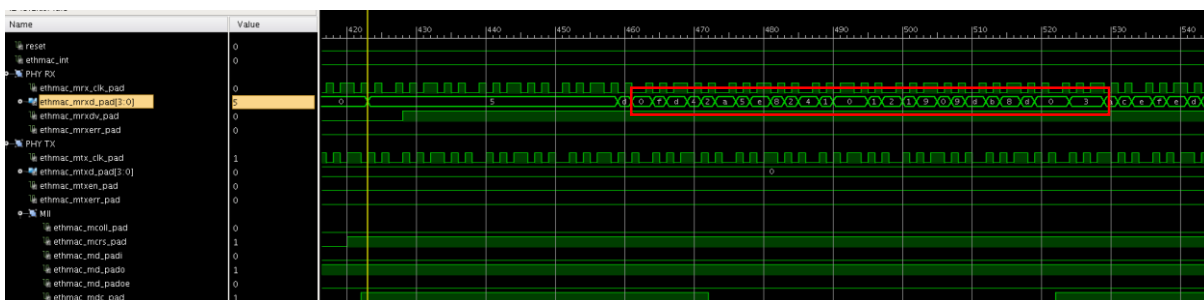 Name Value
420 430 440 450 460 470 480 490 500 510 520 530 540
reset 0
ethmac_int 0
PHY RX
ethmac_mrx_clk_pad 0
ethmac_mrxd_pad[3:0] 5 0 5 d 0 f d 4 2 a 5 e 8 2 4 1 0 1 2 1 9 0 9 d b 8 d 0 3 c e f e d
ethmac_mrxdv_pad 0
ethmac_mrxerr_pad 0
PHY TX
ethmac_mtx_clk_pad 1
ethmac_mtxd_pad[3:0] 0 0
ethmac_mtxen_pad 0
ethmac_mtxerr_pad 0
MII
ethmac_mcoll_pad 0
ethmac_mcrs_pad 1
ethmac_md_padi 0
ethmac_md_pado 1
ethmac_md_padoe 0
ethmac_mdc_pad 1